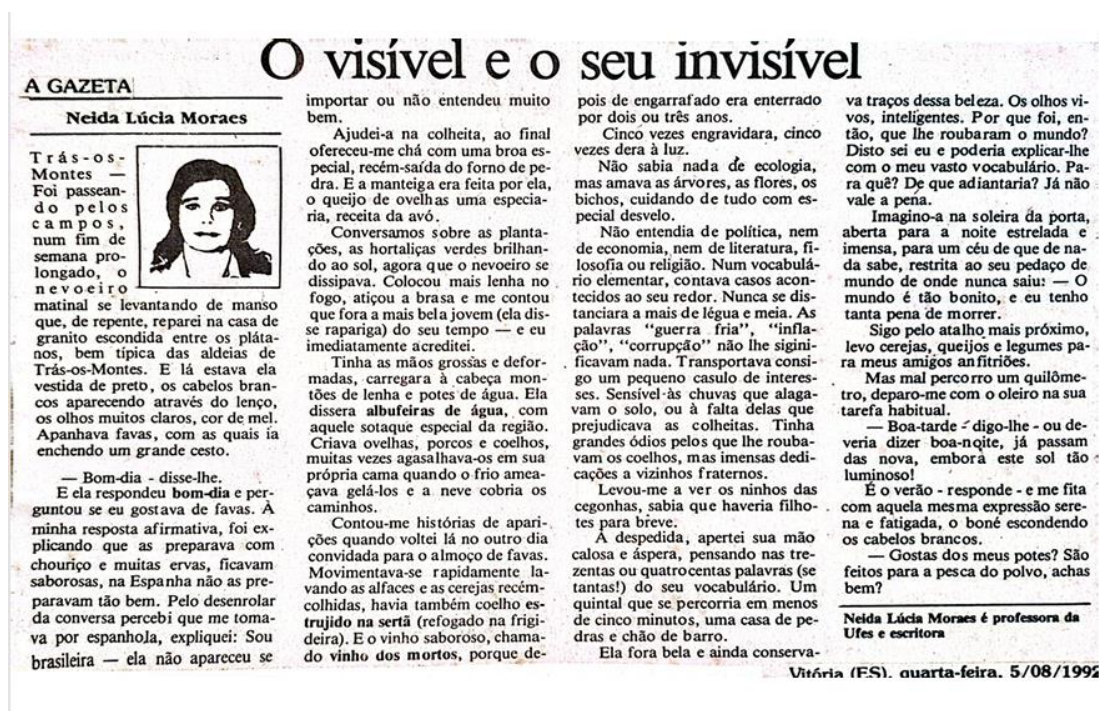 O visível e o seu invisível
A GAZETA
Neida Lúcia Moraes
Trás-os-
Montes —
Foi passean-
do pelos
campos,
num fim de
semana pro-
longado, o
nevoeiro
matinal se levantando de manso
que, de repente, reparei na casa de
granito escondida entre os pláta-
nos, bem típica das aldeias de
Trás-os-Montes. E lá estava ela
vestida de preto, os cabelos bran-
cos aparecendo através do lenço,
os olhos muitos claros, cor de mel.
Apanhava favas, com as quais ia
enchendo um grande cesto.
— Bom-dia - disse-lhe.
E ela respondeu bom-dia e per-
guntou se eu gostava de favas. À
minha resposta afirmativa, foi ex-
plicando que as preparava com
chouriço e muitas ervas, ficavam
saborosas, na Espanha não as pre-
paravam tão bem. Pelo desenrolar
da conversa percebi que me toma-
va por espanhola, expliquei: Sou
brasileira — ela não apareceu se
importar ou não entendeu muito
bem.
Ajudei-a na colheita, ao final
ofereceu-me chá com uma broa es-
pecial, recém-saída do forno de pe-
dra. E a manteiga era feita por ela,
o queijo de ovelhas uma especia-
ria, receita da avó.
Conversamos sobre as planta-
ções, as hortaliças verdes brilhan-
do ao sol, agora que o nevoeiro se
dissipava. Colocou mais lenha no
fogo, atiçou a brasa e me contou
que fora a mais bela jovem (ela dis-
se rapariga) do seu tempo — e eu
imediatamente acreditei.
Tinha as mãos grossas e defor-
madas, carregara à cabeça mon-
tões de lenha e potes de água. Ela
dissera albufeiras de água, com
aquele sotaque especial da região.
Criava ovelhas, porcos e coelhos,
muitas vezes agasalhava-os em sua
própria cama quando o frio amea-
çava gelá-los e a neve cobria os
caminhos.
Contou-me histórias de apari-
ções quando voltei lá no outro dia
convidada para o almoço de favas.
Movimentava-se rapidamente la-
vando as alfaces e as cerejas recém-
colhidas, havia também coelho es-
trujido na sertã (refogado na frigi-
deira). E o vinho saboroso, chama-
do vinho dos mortos, porque de-
pois de engarrafado era enterrado
por dois ou três anos.
Cinco vezes engravidara, cinco
vezes dera à luz.
Não sabia nada de ecologia,
mas amava as árvores, as flores, os
bichos, cuidando de tudo com es-
pecial desvelo.
Não entendia de política, nem
de economia, nem de literatura, fi-
losofia ou religião. Num vocabulá-
rio elementar, contava casos acon-
tecidos ao seu redor. Nunca se dis-
tanciara a mais de légua e meia. As
palavras "guerra fria", "infla-
ção", "corrupção" não lhe signi-
ficavam nada. Transportava consi-
go um pequeno casulo de interes-
ses. Sensível às chuvas que alaga-
vam o solo, ou à falta delas que
prejudicava as colheitas. Tinha
grandes ódios pelos que lhe rouba-
vam os coelhos, mas imensas dedi-
cações a vizinhos fraternos.
Levou-me a ver os ninhos das
cegonhas, sabia que haveria filho-
tes para breve.
À despedida, apertei sua mão
calosa e áspera, pensando nas tre-
zentas ou quatrocentas palavras (se
tantas!) do seu vocabulário. Um
quintal que se percorria em menos
de cinco minutos, uma casa de pe-
dras e chão de barro.
Ela fora bela e ainda conserva-
va traços dessa beleza. Os olhos vi-
vos, inteligentes. Por que foi, en-
tão, que lhe roubaram o mundo?
Disto sei eu e poderia explicar-lhe
com o meu vasto vocabulário. Pa-
ra quê? De que adiantaria? Já não
vale a pena.
Imagino-a na soleira da porta,
aberta para a noite estrelada e
imensa, para um céu de que de na-
da sabe, restrita ao seu pedaço de
mundo de onde nunca saiu: — O
mundo é tão bonito, e eu tenho
tanta pena de morrer.
Sigo pelo atalho mais próximo,
levo cerejas, queijos e legumes pa-
ra meus amigos anfitriões.
Mas mal percorro um quilôme-
tro, deparo-me com o oleiro na sua
tarefa habitual.
— Boa-tarde - digo-lhe - ou de-
veria dizer boa-noite, já passam
das nova, embora este sol tão
luminoso!
É o verão - responde - e me fita
com aquela mesma expressão sere-
na e fatigada, o boné escondendo
os cabelos brancos.
— Gostas dos meus potes? São
feitos para a pesca do polvo, achas
bem?
Neida Lúcia Moraes é professora da
Ufes e escritora
Vitória (ES), quarta-feira, 5/08/1992